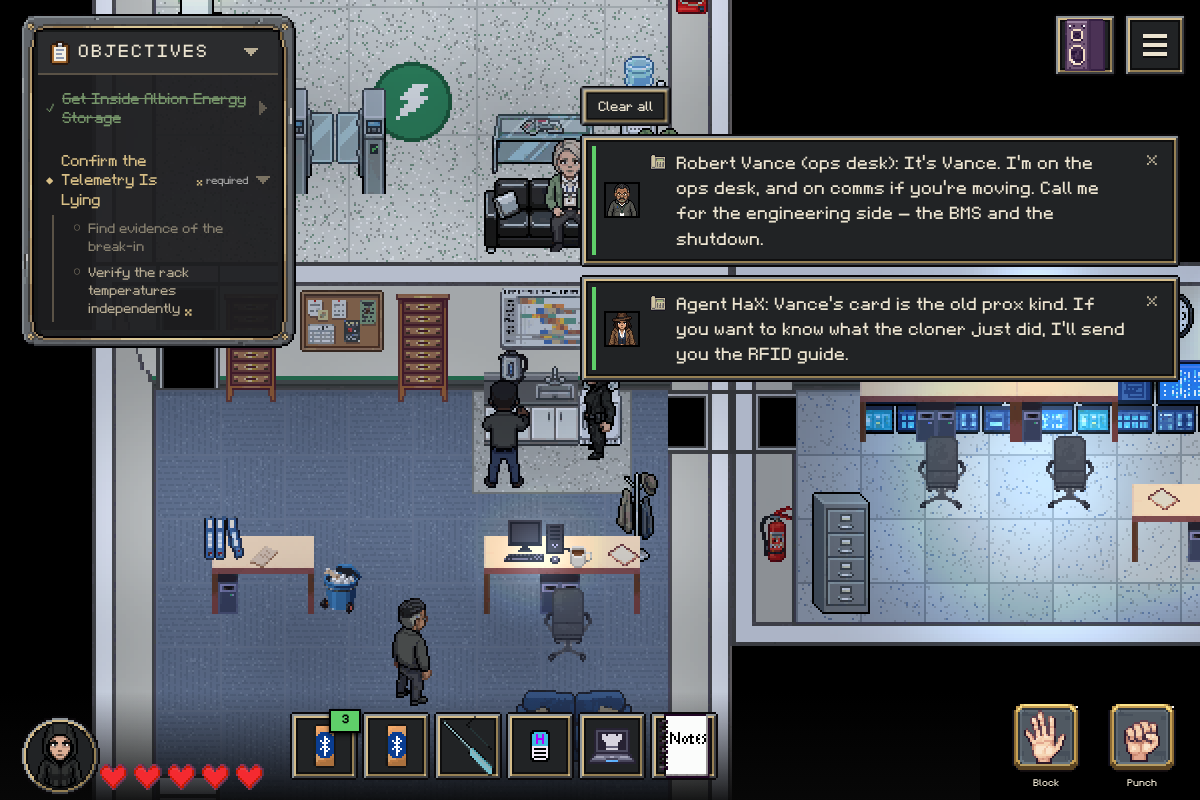 OBJECTIVES
Get Inside Albion Energy
Storage
Confirm the
Telemetry Is
Lying
required
Find evidence of the
break-in
Verify the rack
temperatures
independently
Clear all
Robert Vance (ops desk): It's Vance. I'm on the
ops desk, and on comms if you're moving. Call me
for the engineering side — the BMS and the
shutdown.
Agent HaX: Vance's card is the old prox kind. If
you want to know what the cloner just did, I'll send
you the RFID guide.
3
H
Notes
Block
Punch